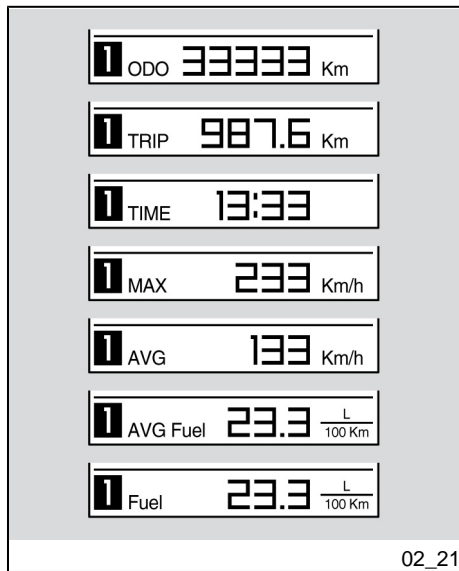 1 ODO 33333 Km
1 TRIP 987.6 Km
1 TIME 13:33
1 MAX 233 Km/h
1 AVG 133 Km/h
1 AVG Fuel 23.3 L/100 Km
1 Fuel 23.3 L/100 Km
02_21